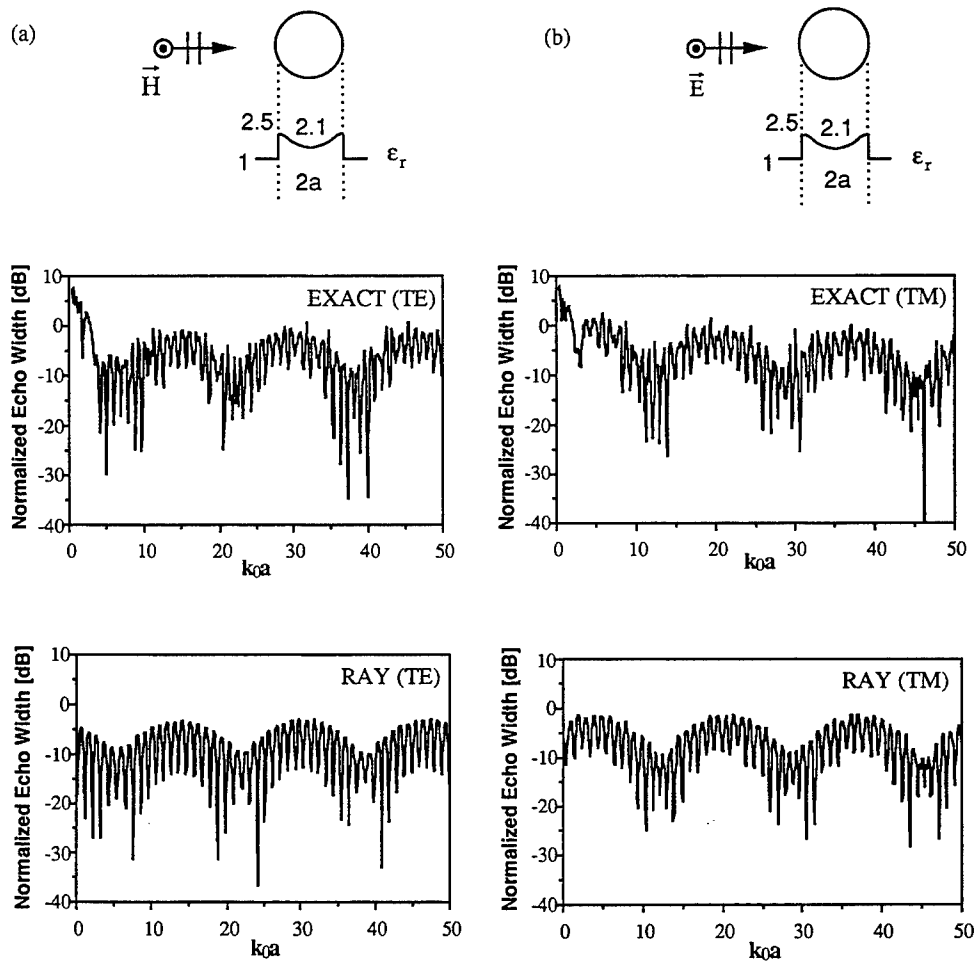 (a)
H
2.5
2.1
1
εr
2a
(b)
E
2.5
2.1
1
εr
2a
Normalized Echo Width [dB]
10
0
-10
-20
-30
-40
EXACT (TE)
0 10 20 30 40 50
k0a
Normalized Echo Width [dB]
10
0
-10
-20
-30
-40
EXACT (TM)
0 10 20 30 40 50
k0a
Normalized Echo Width [dB]
10
0
-10
-20
-30
-40
RAY (TE)
0 10 20 30 40 50
k0a
Normalized Echo Width [dB]
10
0
-10
-20
-30
-40
RAY (TM)
0 10 20 30 40 50
k0a